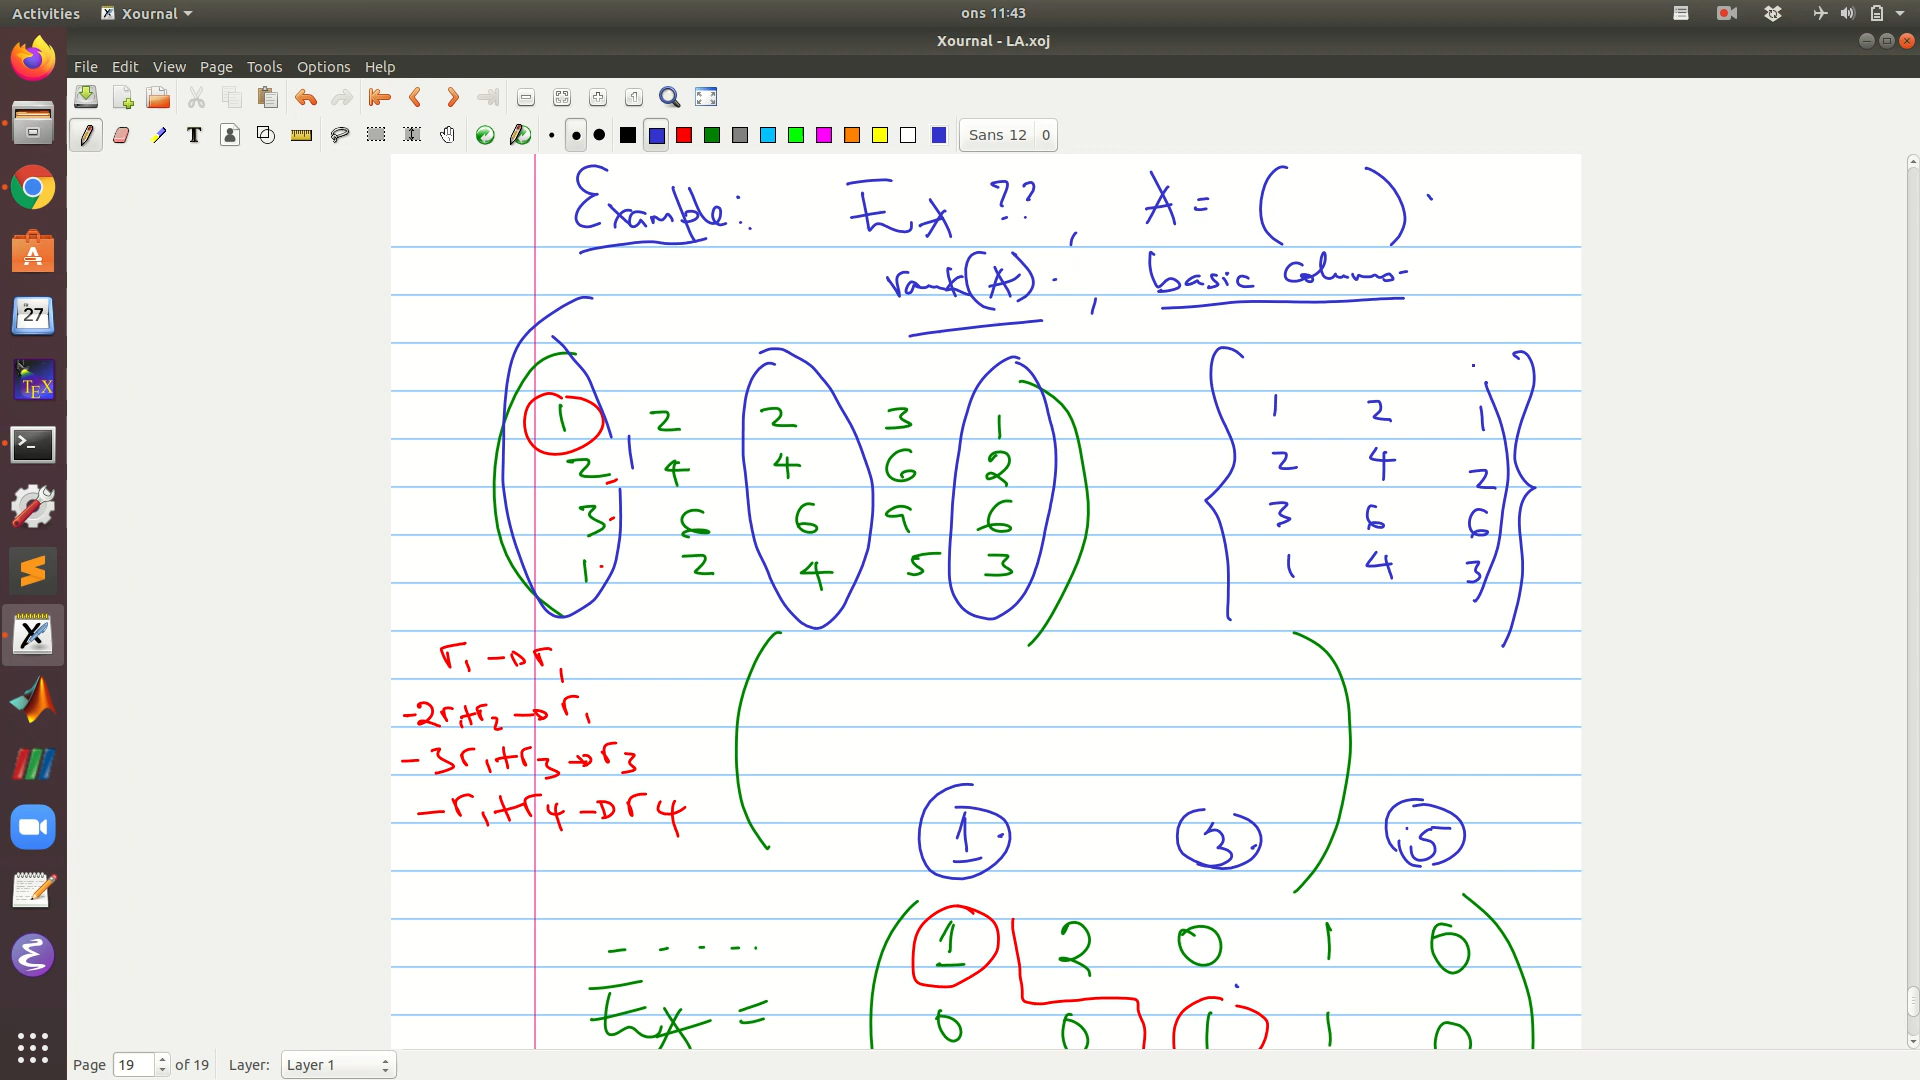 Activities Xournal ons 11:43
Xournal - LA.xoj
File Edit View Page Tools Options Help
T Sans 12 0
Example: E_A ??, A = ( ).
rank(A). , basic columns
1 2 2 3 1
2 4 4 6 2
3 6 6 9 6
1 2 4 5 3
1 2 1
2 4 2
3 6 6
1 4 3
r₁ → r₁
-2r₁+r₂ → r₁
-3r₁+r₃ → r₃
-r₁+r₄ → r₄
1 3 5
1 2 0 1 0
E_A = 0 0 1 1 0
27
TEX
Page 19 of 19 Layer: Layer 1